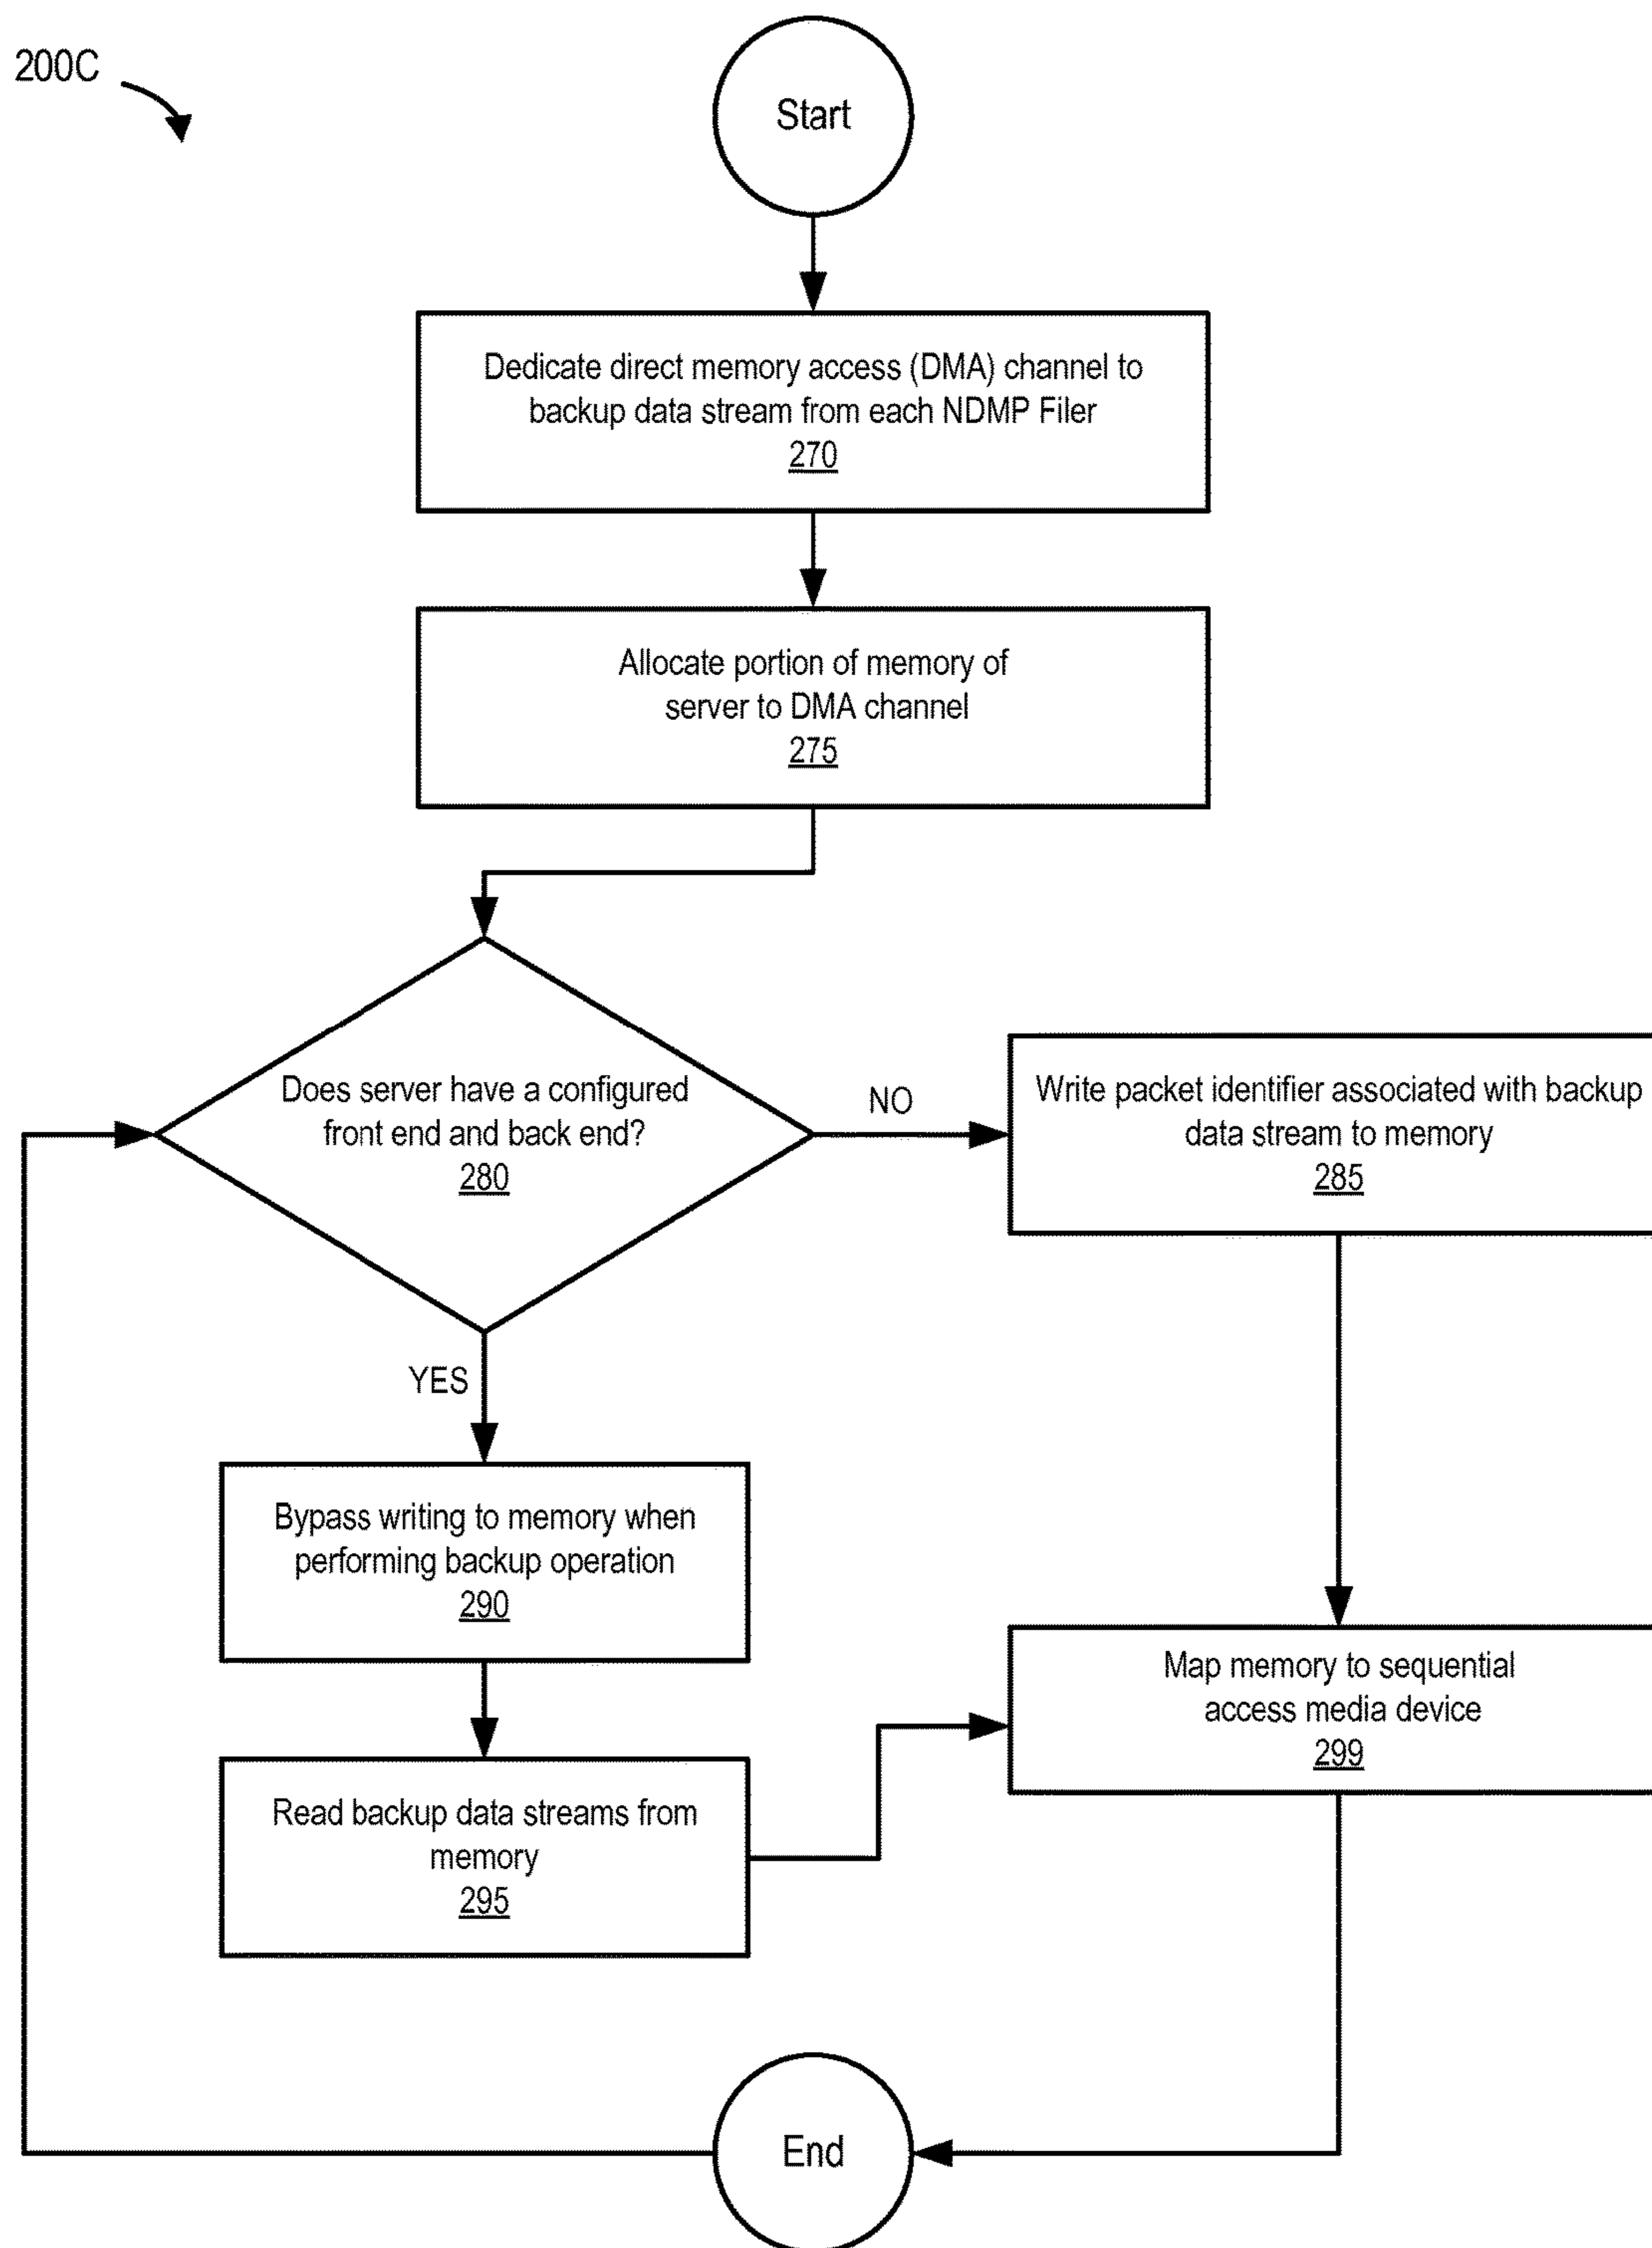 200C
Start
Dedicate direct memory access (DMA) channel to
backup data stream from each NDMP Filer
270
Allocate portion of memory of
server to DMA channel
275
Does server have a configured
front end and back end?
280
NO
Write packet identifier associated with backup
data stream to memory
285
YES
Bypass writing to memory when
performing backup operation
290
Map memory to sequential
access media device
299
Read backup data streams from
memory
295
End